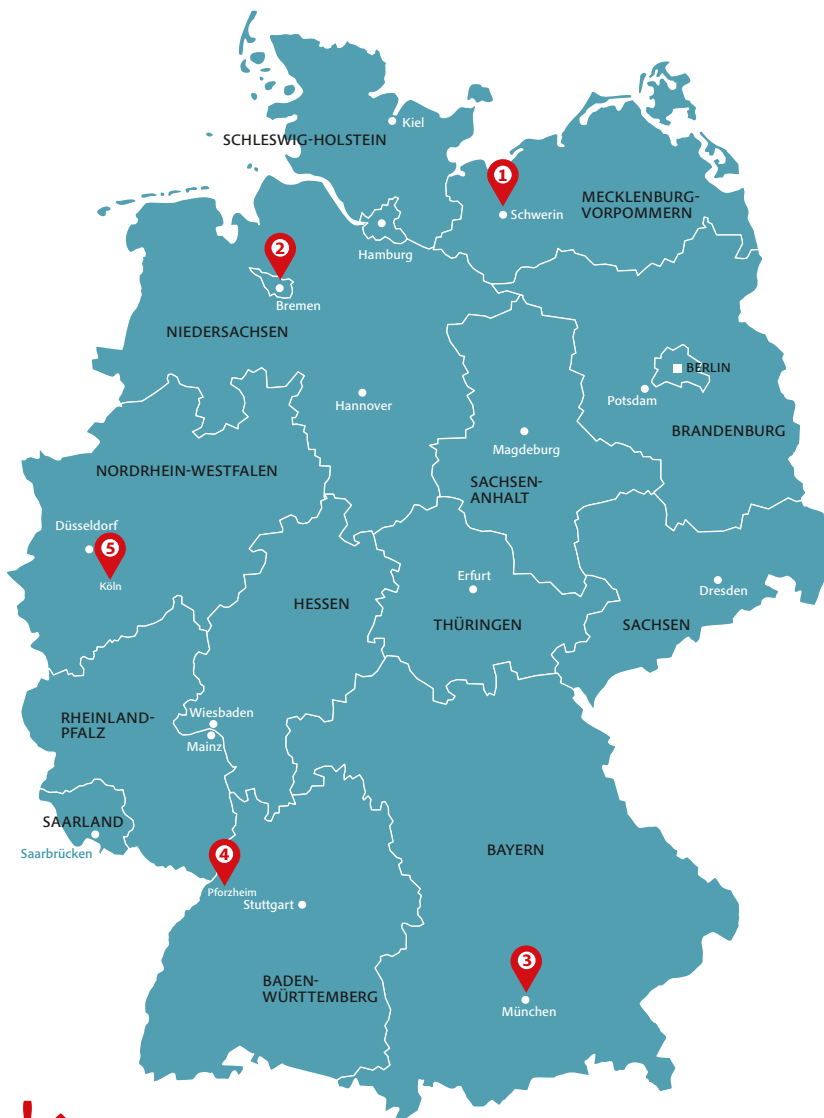 Kiel
SCHLESWIG-HOLSTEIN
1
MECKLENBURG-
VORPOMMERN
Schwerin
Hamburg
2
Bremen
NIEDERSACHSEN
BERLIN
Potsdam
Hannover
BRANDENBURG
Magdeburg
NORDRHEIN-WESTFALEN
SACHSEN-
ANHALT
Düsseldorf
5
Köln
Erfurt
Dresden
HESSEN
THÜRINGEN
SACHSEN
Wiesbaden
RHEINLAND-
PFALZ
Mainz
SAARLAND
Saarbrücken
4
BAYERN
Pforzheim
Stuttgart
3
BADEN-
WÜRTTEMBERG
München